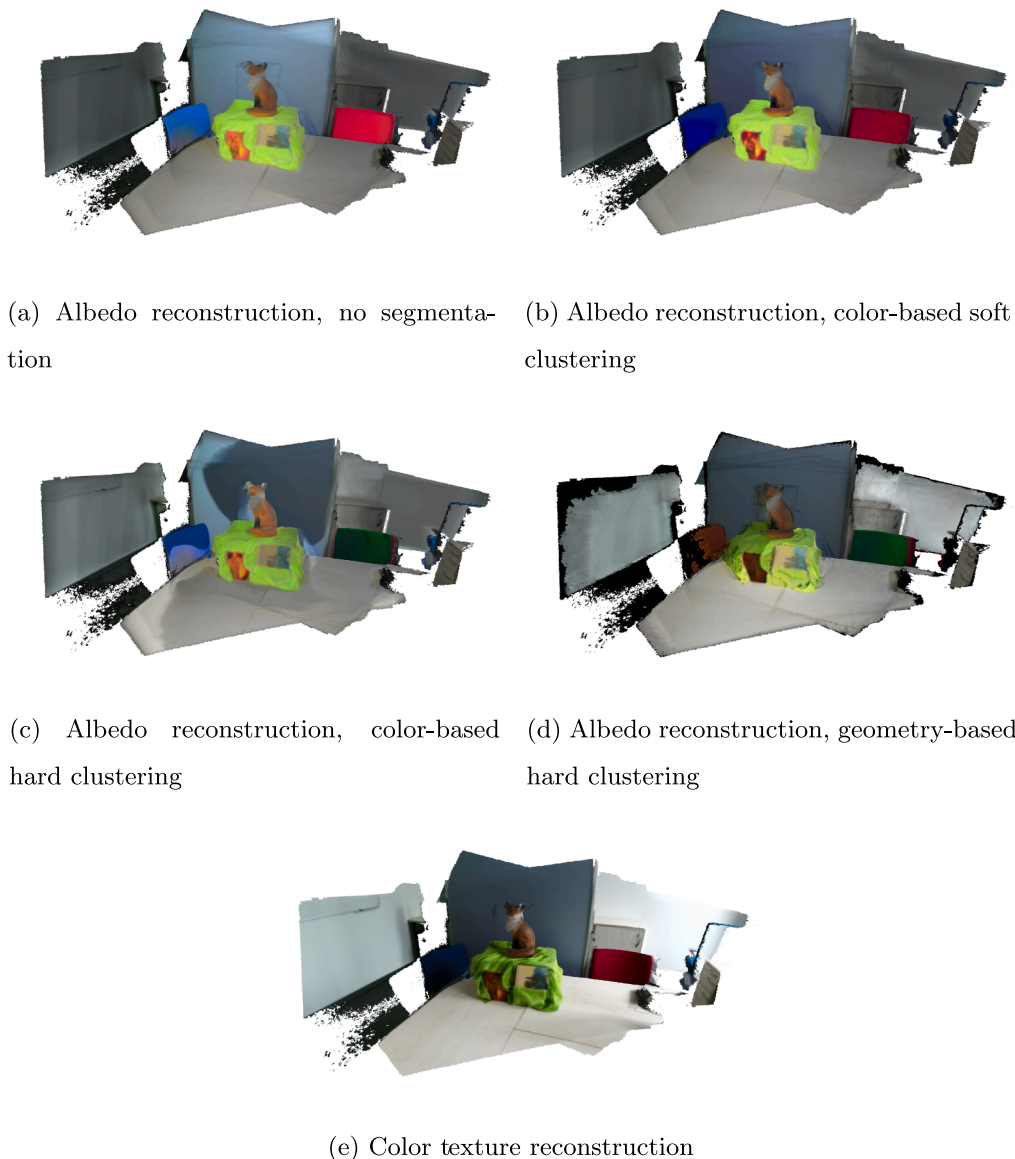 (a) Albedo reconstruction, no segmenta-
tion
(b) Albedo reconstruction, color-based soft
clustering
(c) Albedo reconstruction, color-based
hard clustering
(d) Albedo reconstruction, geometry-based
hard clustering
(e) Color texture reconstruction